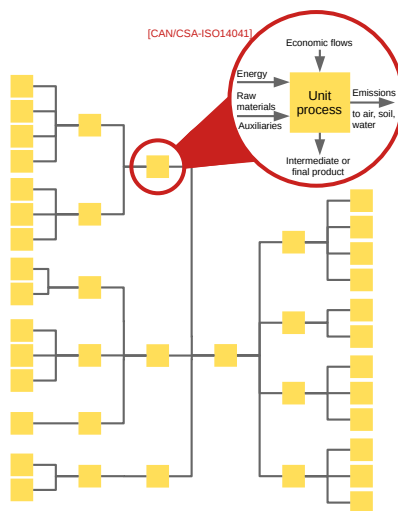 [CAN/CSA-ISO14041]
Economic flows
Energy
Raw
materials
Auxiliaries
Unit
process
Emissions
to air, soil,
water
Intermediate or
final product